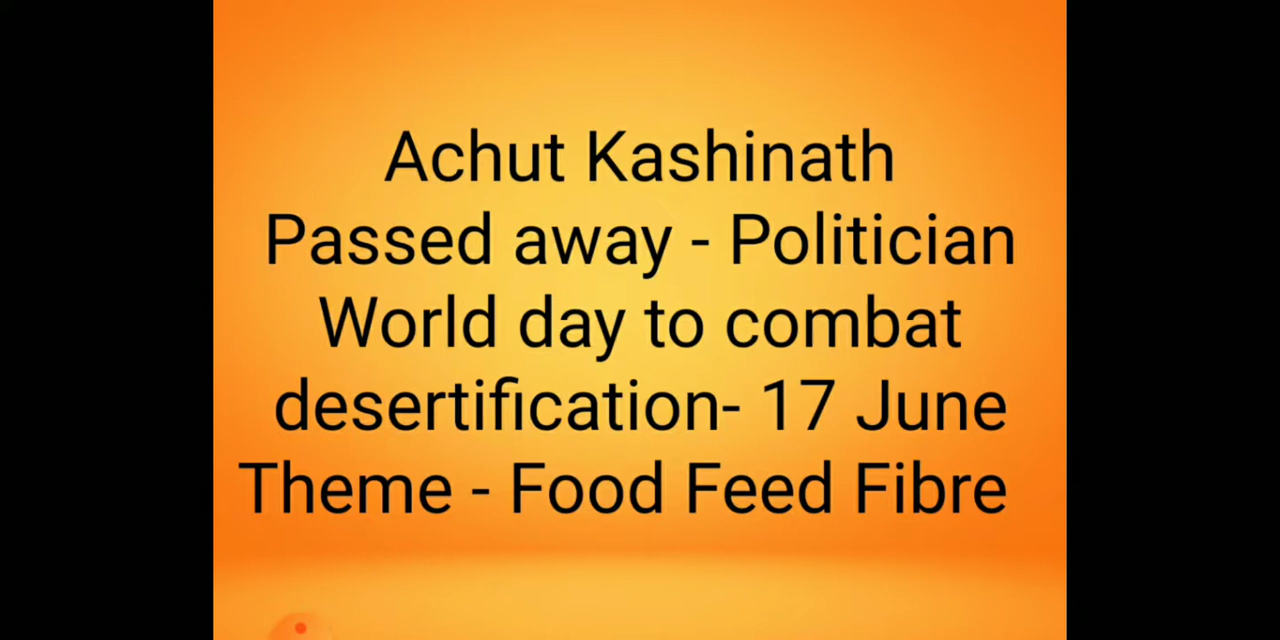 Achut Kashinath
Passed away - Politician
World day to combat
desertification- 17 June
Theme - Food Feed Fibre